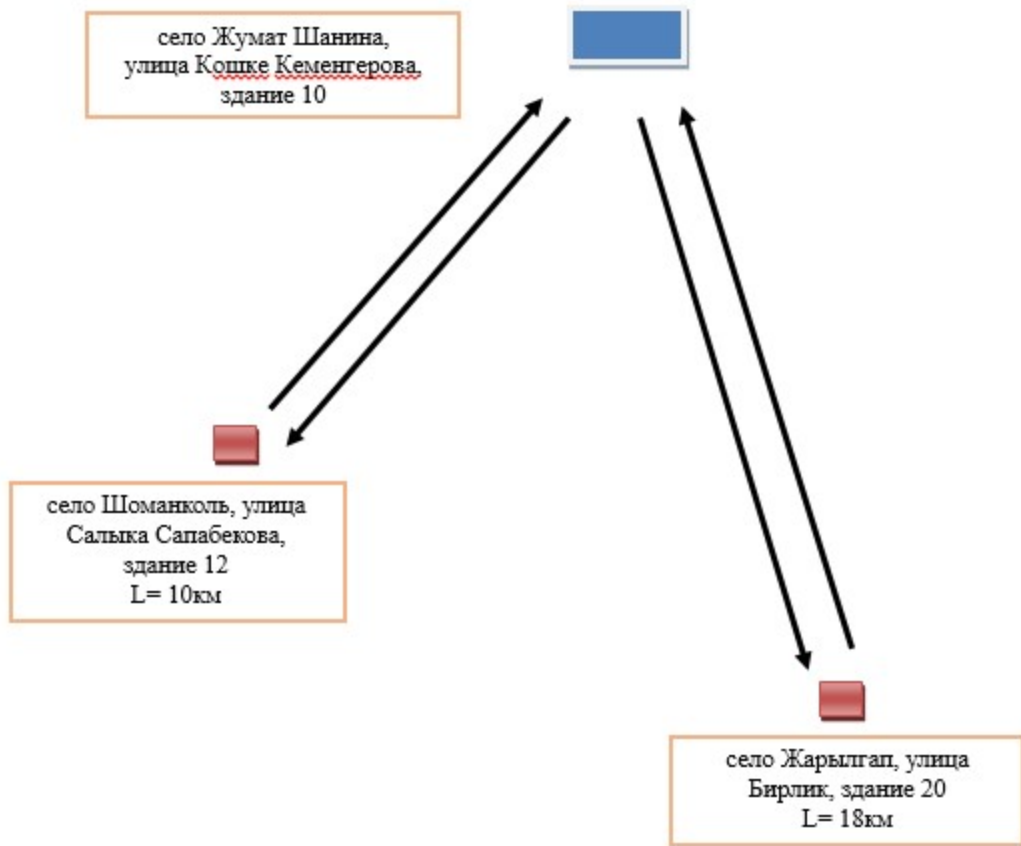 село Жумат Шанина,
улица Кошке Кеменгерова,
здание 10
село Шоманколь, улица
Салыка Сапабекова,
здание 12
L= 10км
село Жарылгап, улица
Бирлик, здание 20
L= 18км